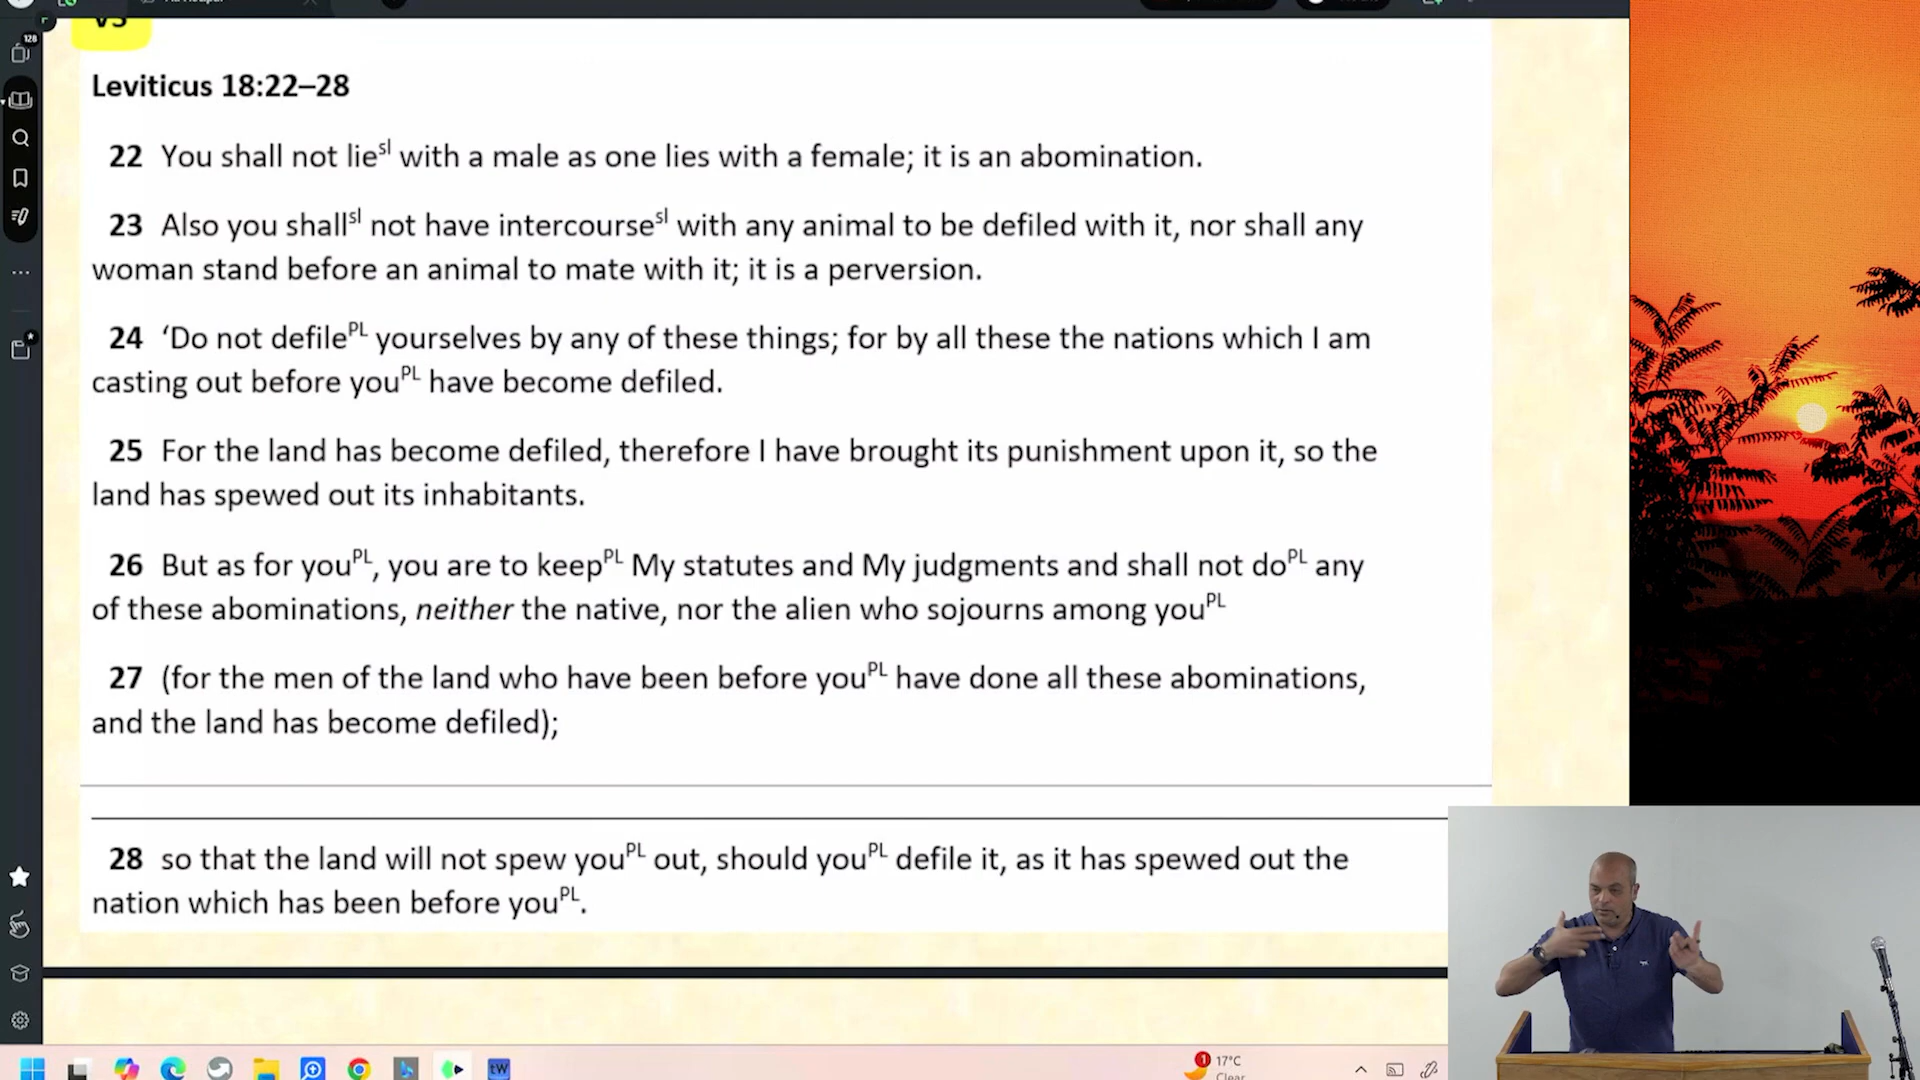 128
V3
Leviticus 18:22–28
22 You shall not lie^sl with a male as one lies with a female; it is an abomination.
23 Also you shall^sl not have intercourse^sl with any animal to be defiled with it, nor shall any
woman stand before an animal to mate with it; it is a perversion.
24 ‘Do not defile^PL yourselves by any of these things; for by all these the nations which I am
casting out before you^PL have become defiled.
25 For the land has become defiled, therefore I have brought its punishment upon it, so the
land has spewed out its inhabitants.
26 But as for you^PL, you are to keep^PL My statutes and My judgments and shall not do^PL any
of these abominations, neither the native, nor the alien who sojourns among you^PL
27 (for the men of the land who have been before you^PL have done all these abominations,
and the land has become defiled);
28 so that the land will not spew you^PL out, should you^PL defile it, as it has spewed out the
nation which has been before you^PL.
tW
1
17°C
Clear